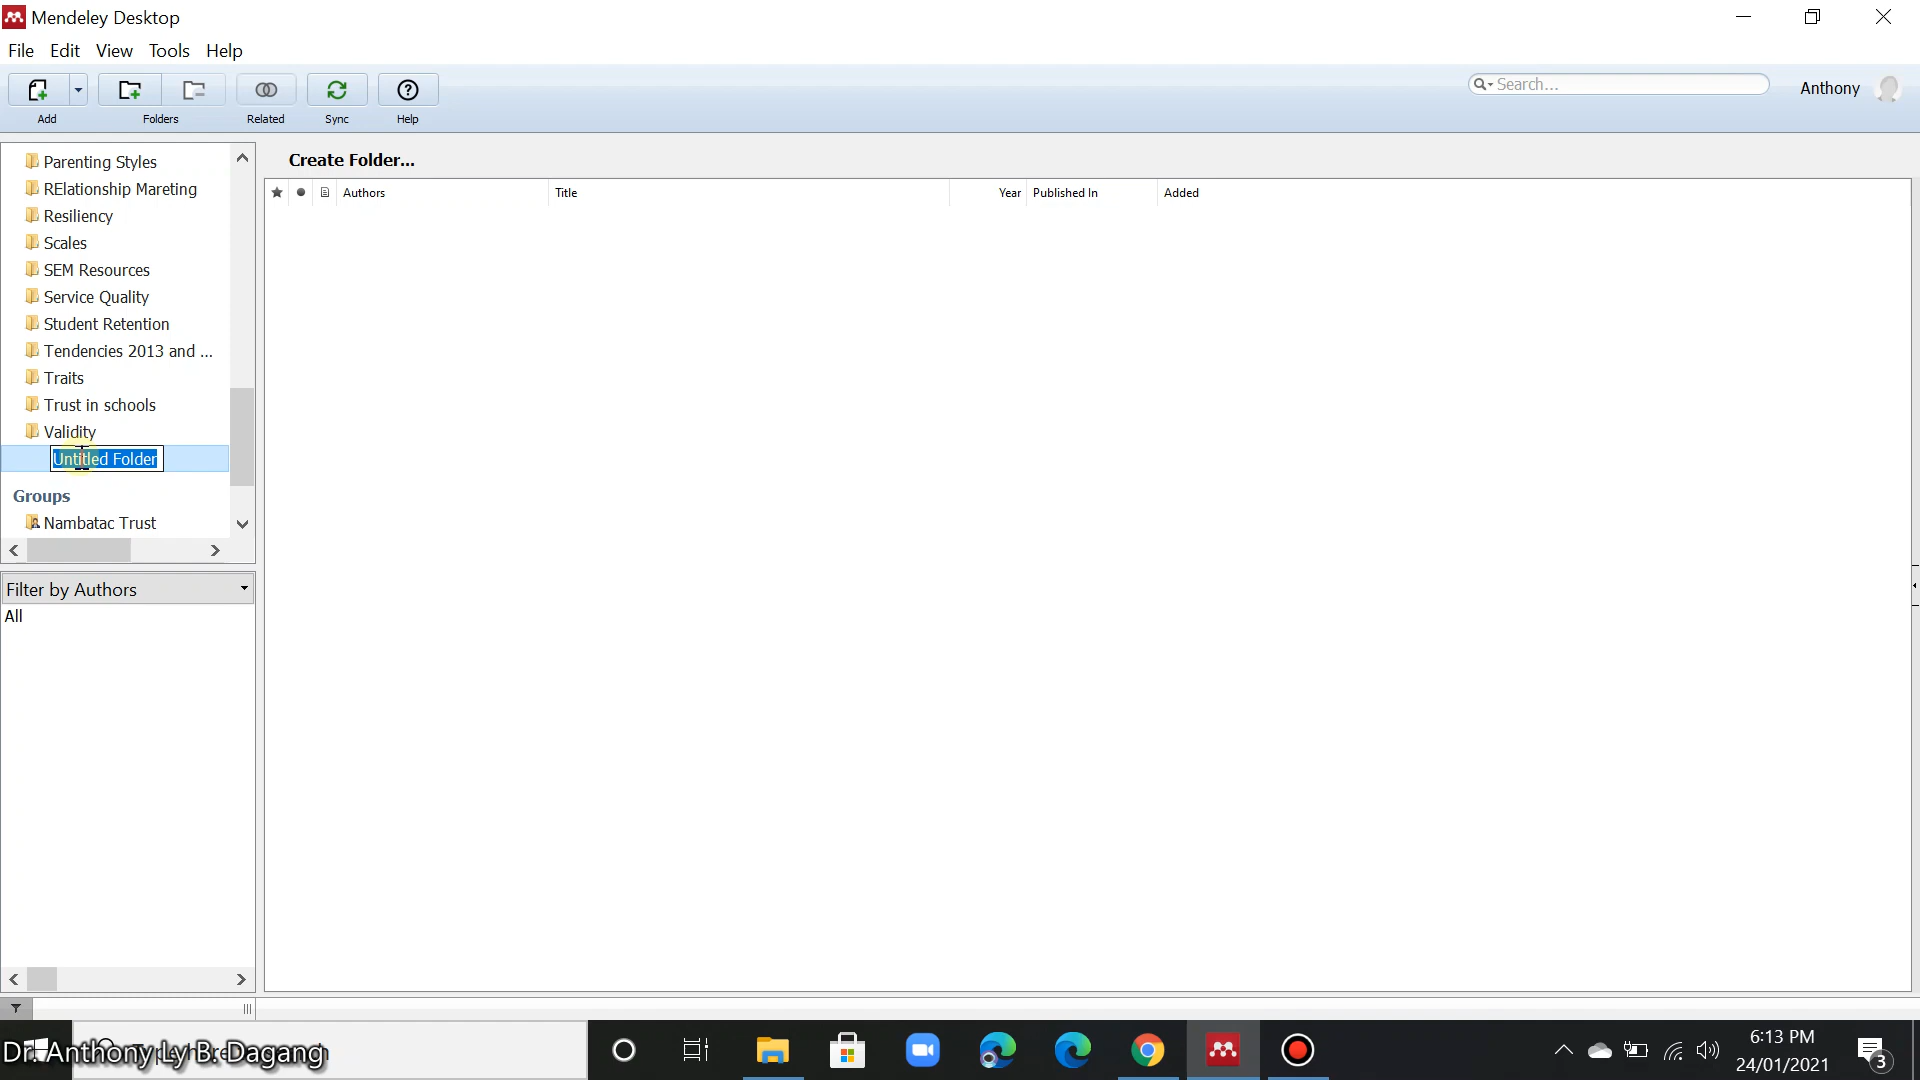 Mendeley Desktop
File Edit View Tools Help
Add Folders Related Sync Help
Search...
Anthony
Parenting Styles
RElationship Mareting
Resiliency
Scales
SEM Resources
Service Quality
Student Retention
Tendencies 2013 and ...
Traits
Trust in schools
Validity
Untitled Folder
Groups
Nambatac Trust
Create Folder...
Authors Title Year Published In Added
Filter by Authors
All
Dr. Anthony Ly B. Dagang
6:13 PM
24/01/2021
3